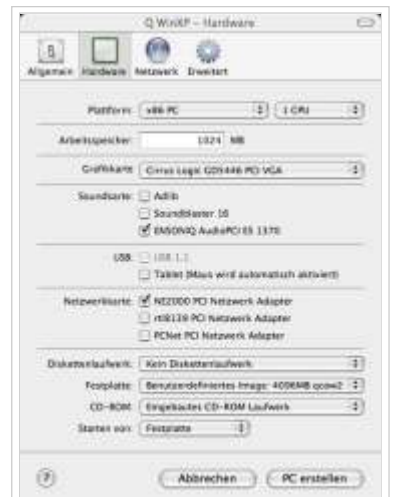 Q WinXP – Hardware
Allgemein Hardware Netzwerk Erweitert
Plattform: x86 PC 1 CPU
Arbeitsspeicher: 1024 MB
Grafikkarte: Cirrus Logic GD5446 PCI VGA
Soundkarte: Adlib
Soundblaster 16
ENSONIQ AudioPCI ES 1370
USB: USB 1.1
Tablet (Maus wird automatisch aktiviert)
Netzwerkkarte: NE2000 PCI Netzwerk Adapter
rtl8139 PCI Netzwerk Adapter
PCNet PCI Netzwerk Adapter
Diskettenlaufwerk: Kein Diskettenlaufwerk
Festplatte: Benutzerdefiniertes Image: 4096MB qcow2
CD-ROM: Eingebautes CD-ROM Laufwerk
Starten von: Festplatte
? Abbrechen PC erstellen